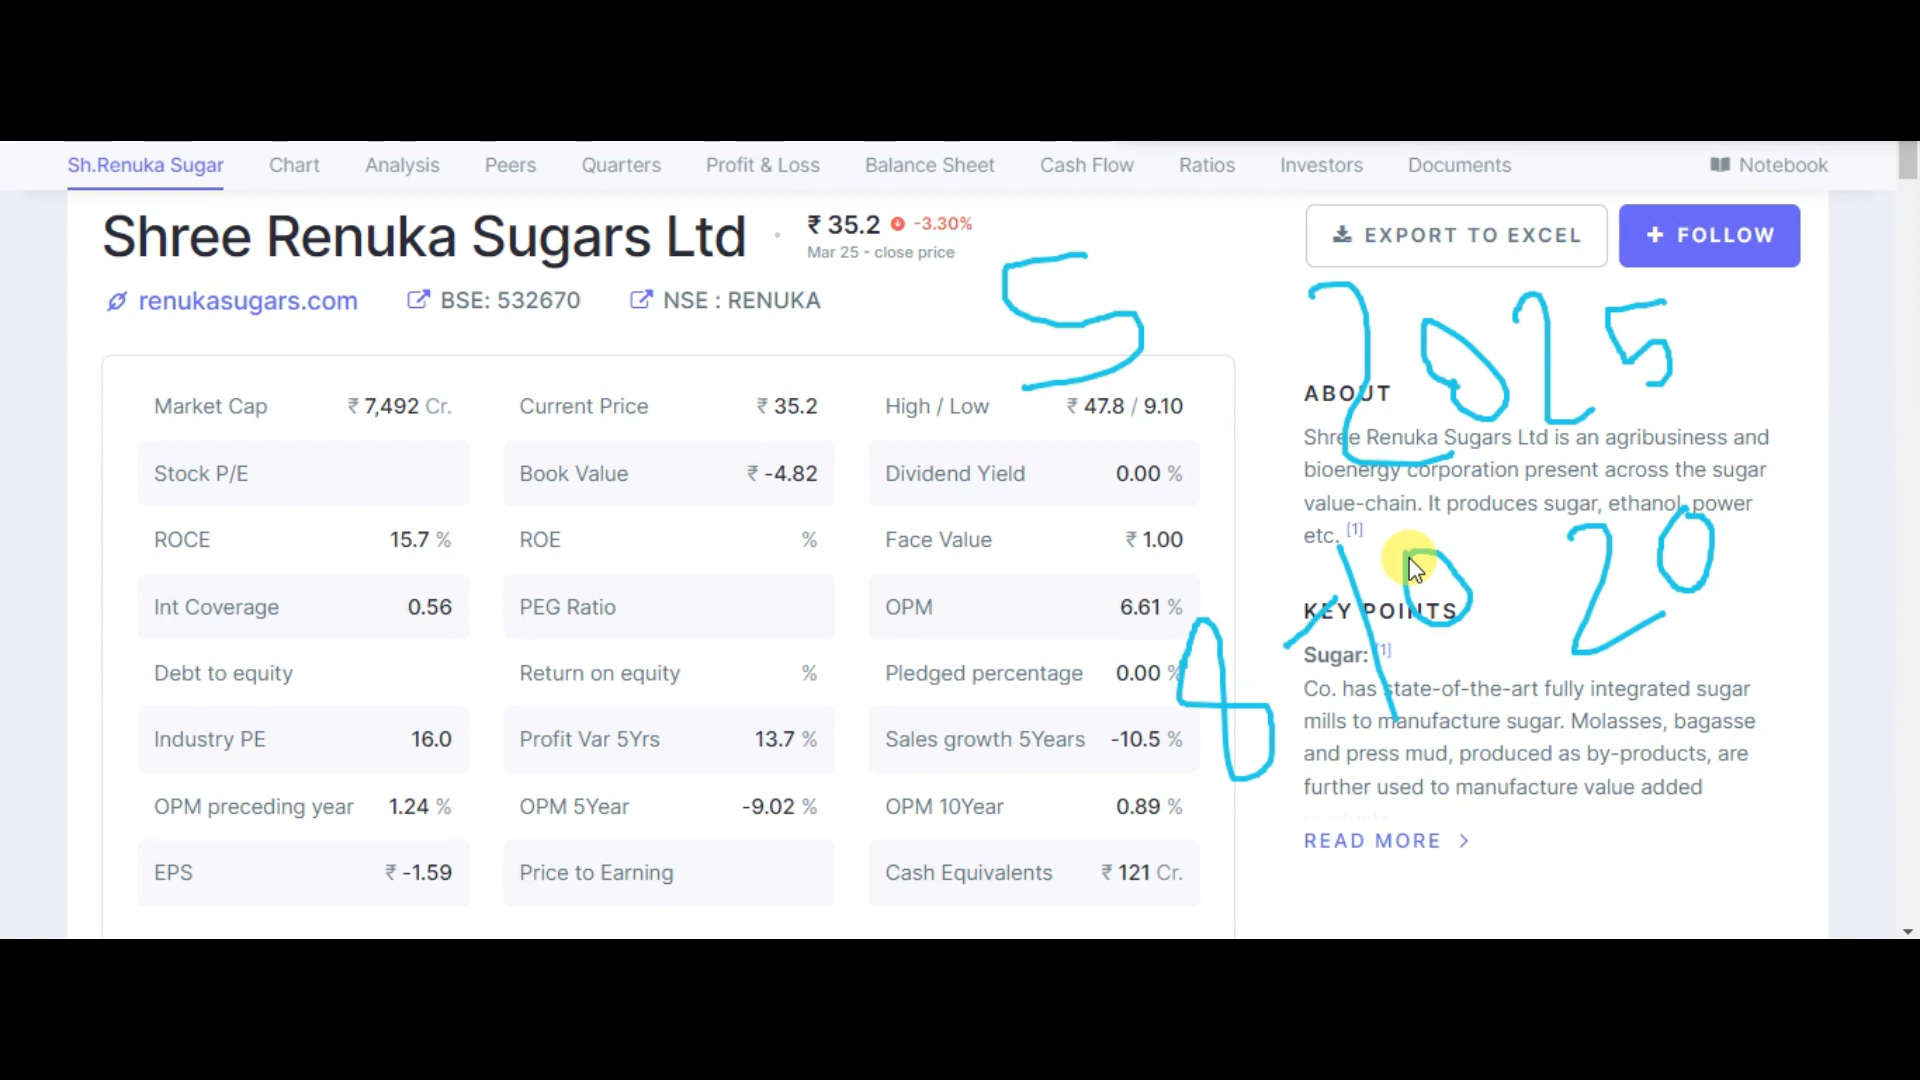 Sh.Renuka Sugar Chart Analysis Peers Quarters Profit & Loss Balance Sheet Cash Flow Ratios Investors Documents Notebook
Shree Renuka Sugars Ltd · ₹ 35.2 -3.30%
Mar 25 - close price
EXPORT TO EXCEL + FOLLOW
renukasugars.com BSE: 532670 NSE : RENUKA
5
2025
Market Cap ₹ 7,492 Cr. Current Price ₹ 35.2 High / Low ₹ 47.8 / 9.10
Stock P/E Book Value ₹ -4.82 Dividend Yield 0.00 %
ROCE 15.7 % ROE % Face Value ₹ 1.00
Int Coverage 0.56 PEG Ratio OPM 6.61 %
Debt to equity Return on equity % Pledged percentage 0.00 %
Industry PE 16.0 Profit Var 5Yrs 13.7 % Sales growth 5Years -10.5 %
OPM preceding year 1.24 % OPM 5Year -9.02 % OPM 10Year 0.89 %
EPS ₹ -1.59 Price to Earning Cash Equivalents ₹ 121 Cr.
ABOUT
Shree Renuka Sugars Ltd is an agribusiness and
bioenergy corporation present across the sugar
value-chain. It produces sugar, ethanol, power
etc. [1]
20
KEY POINTS
Sugar: [1]
Co. has state-of-the-art fully integrated sugar
mills to manufacture sugar. Molasses, bagasse
and press mud, produced as by-products, are
further used to manufacture value added
READ MORE >